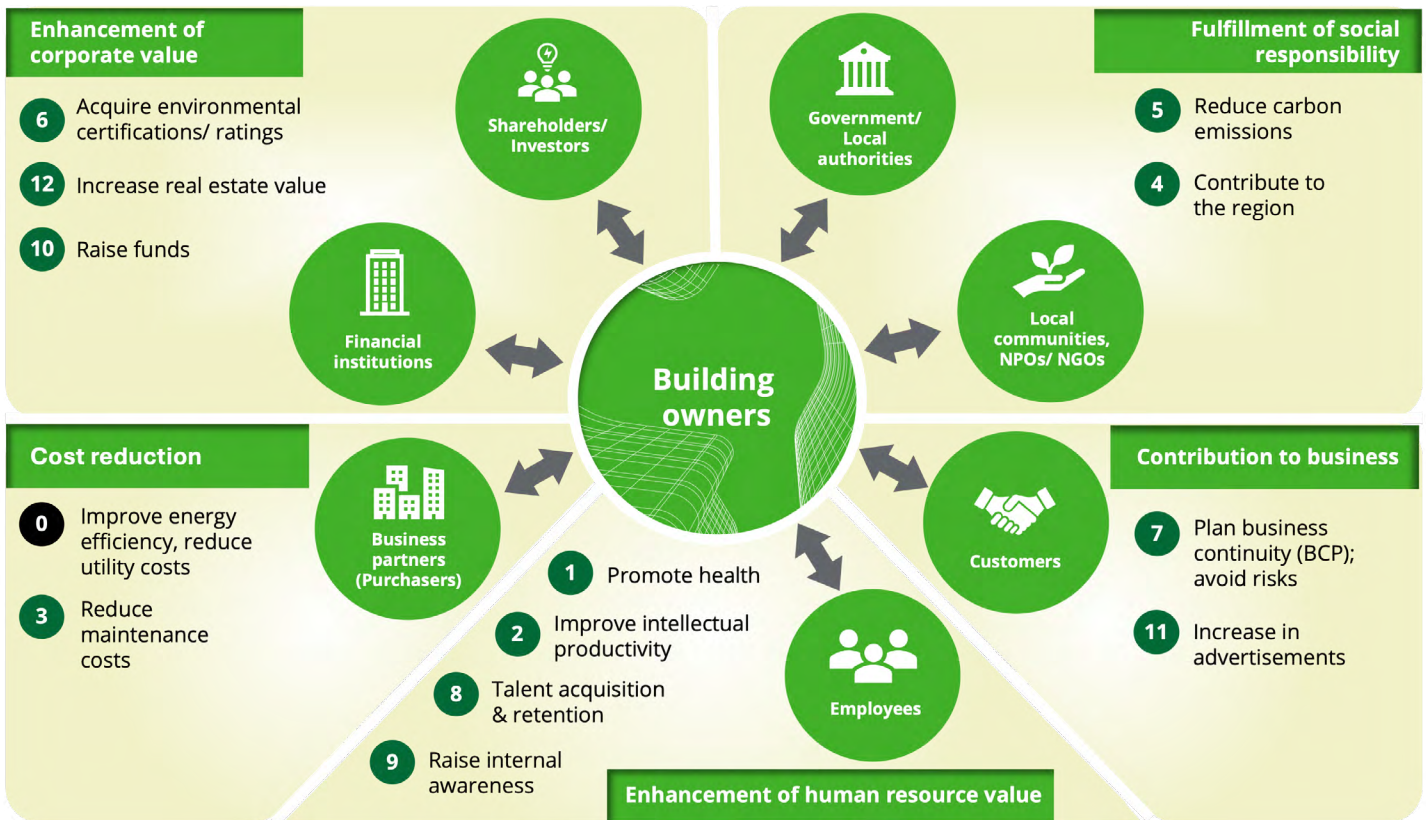 Enhancement of
corporate value
6
Acquire environmental
certifications/ ratings
12
Increase real estate value
10
Raise funds
Shareholders/
Investors
Financial
institutions
Government/
Local
authorities
Local
communities,
NPOs/ NGOs
Fulfillment of social
responsibility
5
Reduce carbon
emissions
4
Contribute to
the region
Building
owners
Cost reduction
0
Improve energy
efficiency, reduce
utility costs
3
Reduce
maintenance
costs
Business
partners
(Purchasers)
1
Promote health
2
Improve intellectual
productivity
8
Talent acquisition
& retention
9
Raise internal
awareness
Employees
Enhancement of human resource value
Customers
Contribution to business
7
Plan business
continuity (BCP);
avoid risks
11
Increase in
advertisements